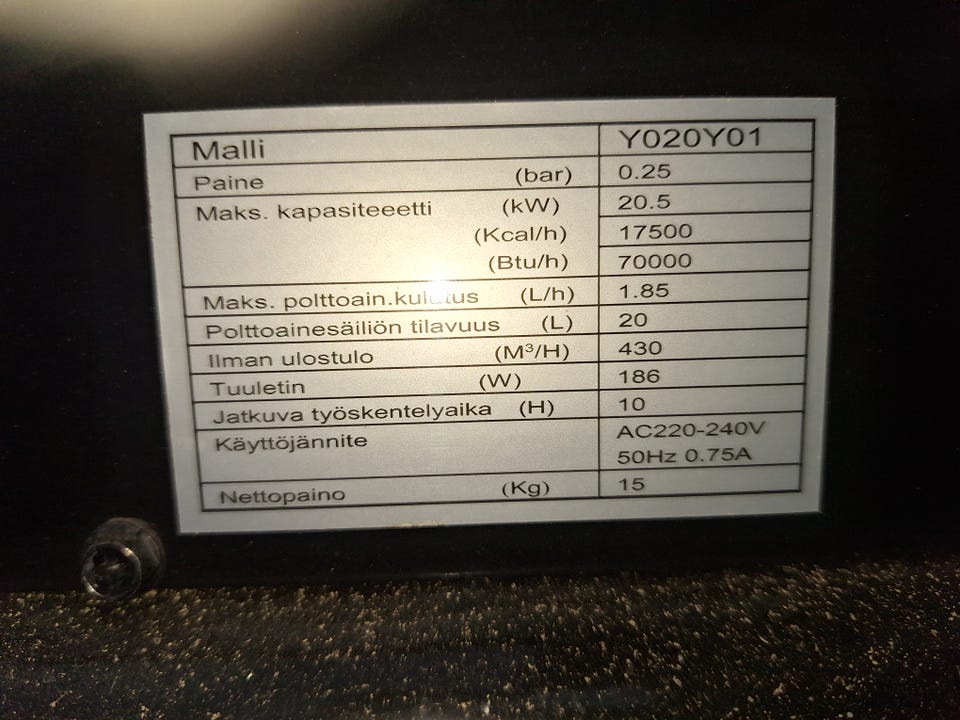 Malli Y020Y01
Paine (bar) 0.25
Maks. kapasiteeetti (kW) 20.5
(Kcal/h) 17500
(Btu/h) 70000
Maks. polttoain.kulutus (L/h) 1.85
Polttoainesäiliön tilavuus (L) 20
Ilman ulostulo (M³/H) 430
Tuuletin (W) 186
Jatkuva työskentelyaika (H) 10
Käyttöjännite AC220-240V
50Hz 0.75A
Nettopaino (Kg) 15